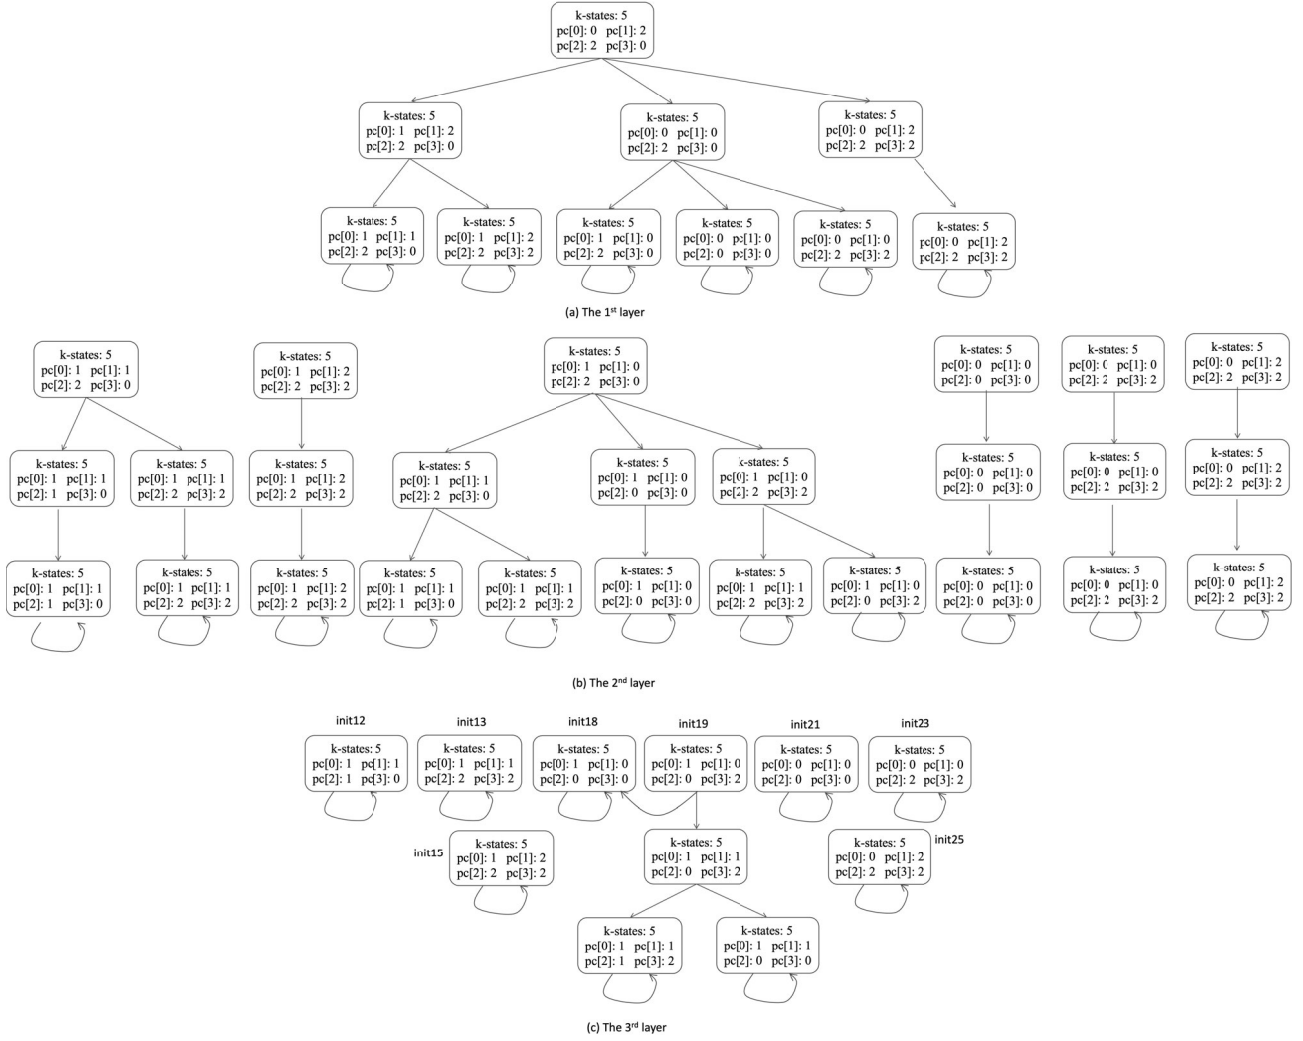 k-states: 5
pc[0]: 0 pc[1]: 2
pc[2]: 2 pc[3]: 0
k-states: 5
pc[0]: 1 pc[1]: 2
pc[2]: 2 pc[3]: 0
k-states: 5
pc[0]: 0 pc[1]: 0
pc[2]: 2 pc[3]: 0
k-states: 5
pc[0]: 0 pc[1]: 2
pc[2]: 2 pc[3]: 2
k-states: 5
pc[0]: 1 pc[1]: 1
pc[2]: 2 pc[3]: 0
k-states: 5
pc[0]: 1 pc[1]: 2
pc[2]: 2 pc[3]: 2
k-states: 5
pc[0]: 1 pc[1]: 0
pc[2]: 2 pc[3]: 0
k-states: 5
pc[0]: 0 pc[1]: 0
pc[2]: 0 pc[3]: 0
k-states: 5
pc[0]: 0 pc[1]: 0
pc[2]: 2 pc[3]: 2
k-states: 5
pc[0]: 0 pc[1]: 2
pc[2]: 2 pc[3]: 2
(a) The 1st layer
k-states: 5
pc[0]: 1 pc[1]: 1
pc[2]: 2 pc[3]: 0
k-states: 5
pc[0]: 1 pc[1]: 2
pc[2]: 2 pc[3]: 2
k-states: 5
pc[0]: 1 pc[1]: 0
pc[2]: 2 pc[3]: 0
k-states: 5
pc[0]: 0 pc[1]: 0
pc[2]: 0 pc[3]: 0
k-states: 5
pc[0]: 0 pc[1]: 0
pc[2]: 2 pc[3]: 2
k-states: 5
pc[0]: 0 pc[1]: 2
pc[2]: 2 pc[3]: 2
k-states: 5
pc[0]: 1 pc[1]: 1
pc[2]: 1 pc[3]: 0
k-states: 5
pc[0]: 1 pc[1]: 1
pc[2]: 2 pc[3]: 2
k-states: 5
pc[0]: 1 pc[1]: 2
pc[2]: 2 pc[3]: 2
k-states: 5
pc[0]: 1 pc[1]: 1
pc[2]: 2 pc[3]: 0
k-states: 5
pc[0]: 1 pc[1]: 0
pc[2]: 0 pc[3]: 0
k-states: 5
pc[0]: 1 pc[1]: 0
pc[2]: 2 pc[3]: 2
k-states: 5
pc[0]: 0 pc[1]: 0
pc[2]: 0 pc[3]: 0
k-states: 5
pc[0]: 0 pc[1]: 0
pc[2]: 2 pc[3]: 2
k-states: 5
pc[0]: 0 pc[1]: 2
pc[2]: 2 pc[3]: 2
k-states: 5
pc[0]: 1 pc[1]: 1
pc[2]: 1 pc[3]: 0
k-states: 5
pc[0]: 1 pc[1]: 1
pc[2]: 2 pc[3]: 2
k-states: 5
pc[0]: 1 pc[1]: 2
pc[2]: 2 pc[3]: 2
k-states: 5
pc[0]: 1 pc[1]: 1
pc[2]: 1 pc[3]: 0
k-states: 5
pc[0]: 1 pc[1]: 1
pc[2]: 2 pc[3]: 2
k-states: 5
pc[0]: 1 pc[1]: 0
pc[2]: 0 pc[3]: 0
k-states: 5
pc[0]: 1 pc[1]: 1
pc[2]: 2 pc[3]: 2
k-states: 5
pc[0]: 1 pc[1]: 0
pc[2]: 0 pc[3]: 2
k-states: 5
pc[0]: 0 pc[1]: 0
pc[2]: 0 pc[3]: 0
k-states: 5
pc[0]: 0 pc[1]: 0
pc[2]: 2 pc[3]: 2
k-states: 5
pc[0]: 0 pc[1]: 2
pc[2]: 2 pc[3]: 2
(b) The 2nd layer
init12
init13
init18
init19
init21
init23
k-states: 5
pc[0]: 1 pc[1]: 1
pc[2]: 1 pc[3]: 0
k-states: 5
pc[0]: 1 pc[1]: 1
pc[2]: 2 pc[3]: 2
k-states: 5
pc[0]: 1 pc[1]: 0
pc[2]: 0 pc[3]: 0
k-states: 5
pc[0]: 1 pc[1]: 0
pc[2]: 0 pc[3]: 2
k-states: 5
pc[0]: 0 pc[1]: 0
pc[2]: 0 pc[3]: 0
k-states: 5
pc[0]: 0 pc[1]: 0
pc[2]: 2 pc[3]: 2
init15
k-states: 5
pc[0]: 1 pc[1]: 2
pc[2]: 2 pc[3]: 2
k-states: 5
pc[0]: 1 pc[1]: 1
pc[2]: 0 pc[3]: 2
k-states: 5
pc[0]: 0 pc[1]: 2
pc[2]: 2 pc[3]: 2
init25
k-states: 5
pc[0]: 1 pc[1]: 1
pc[2]: 1 pc[3]: 2
k-states: 5
pc[0]: 1 pc[1]: 1
pc[2]: 0 pc[3]: 0
(c) The 3rd layer